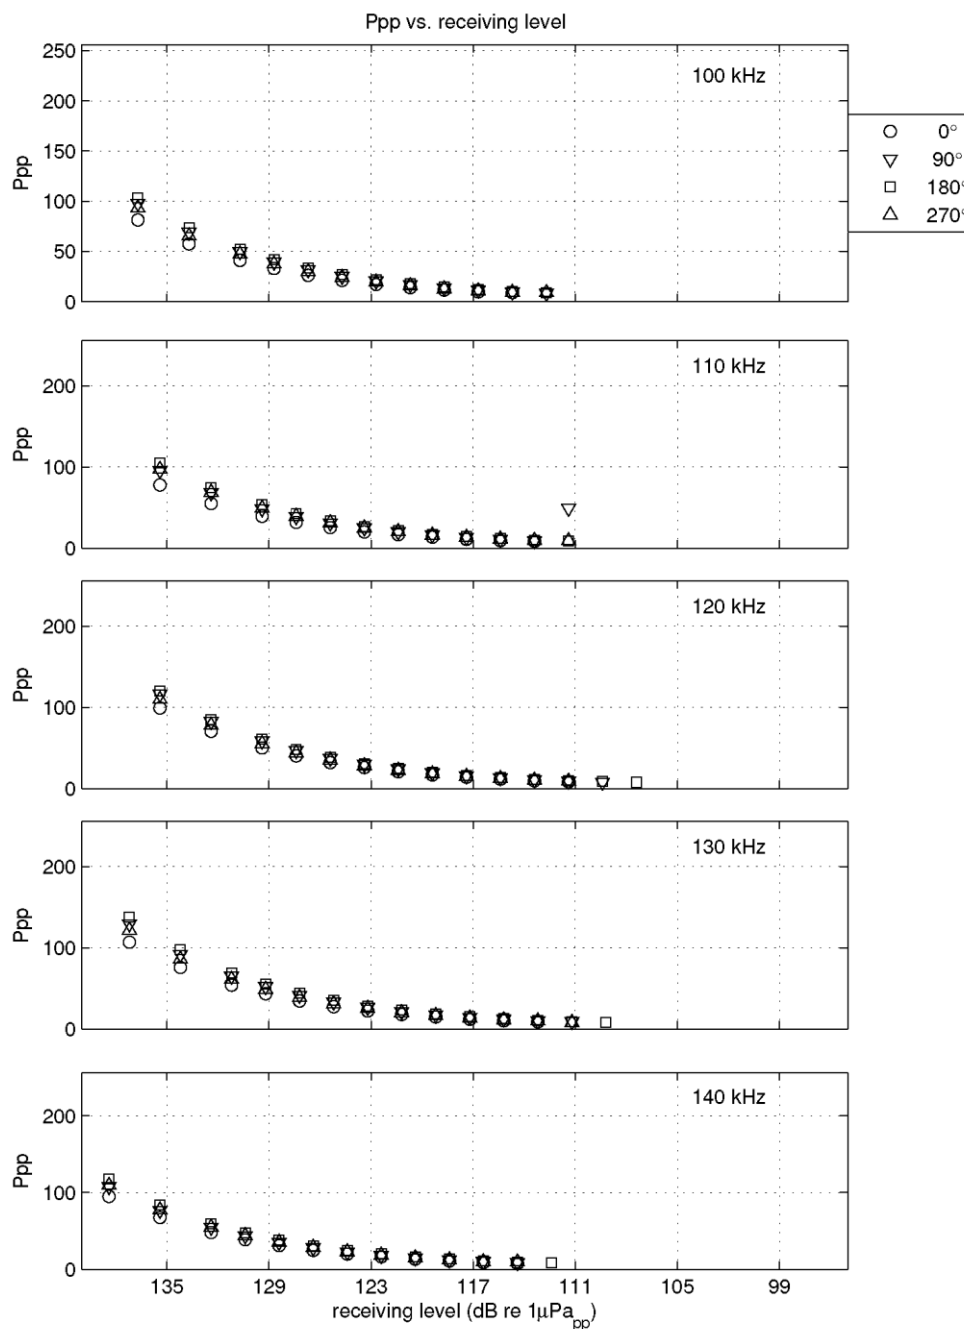 Ppp vs. receiving level
250
200
150
100
50
0
Ppp
100 kHz
0°
90°
180°
270°
200
100
0
Ppp
110 kHz
200
100
0
Ppp
120 kHz
200
100
0
Ppp
130 kHz
200
100
0
Ppp
140 kHz
135 129 123 117 111 105 99
receiving level (dB re 1μPapp)